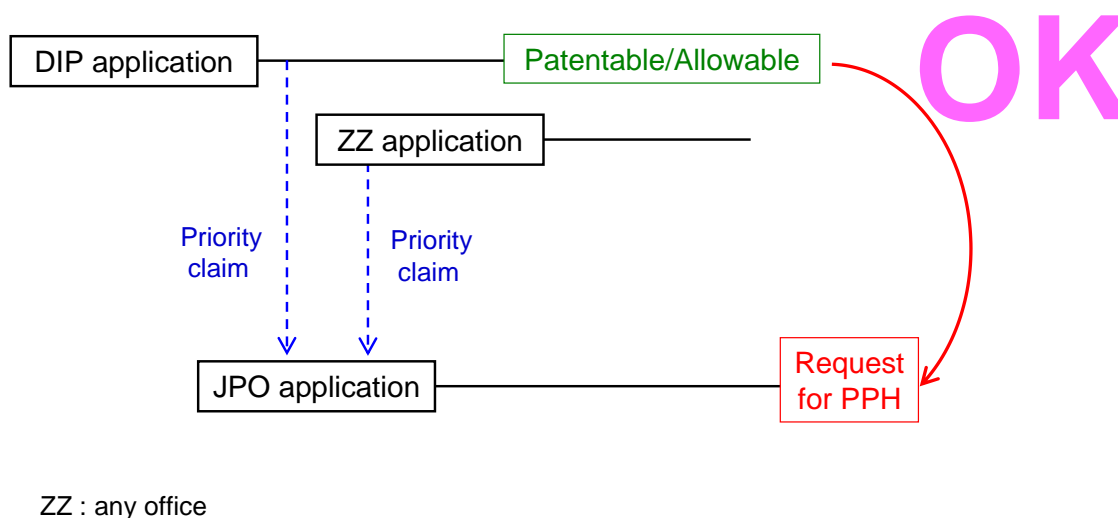 OK
DIP application
Patentable/Allowable
ZZ application
Priority
claim
Priority
claim
JPO application
Request
for PPH
ZZ : any office